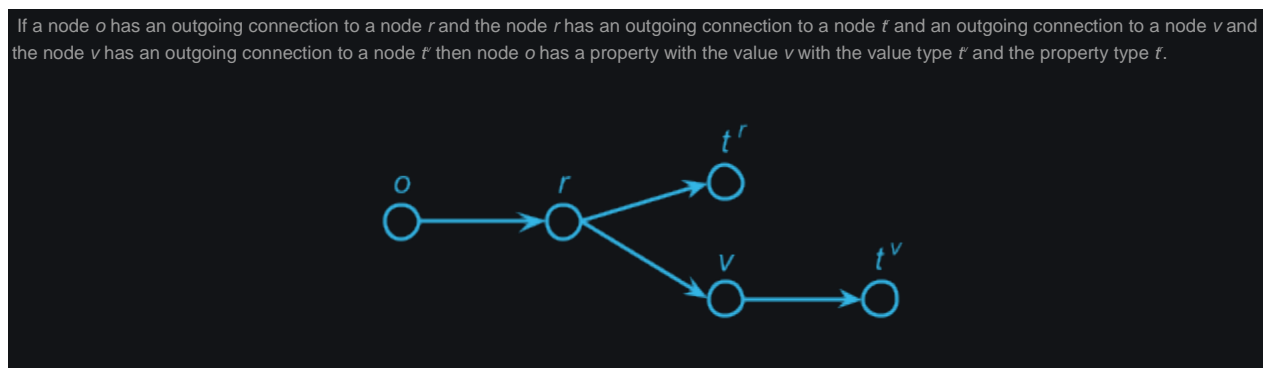 If a node o has an outgoing connection to a node r and the node r has an outgoing connection to a node tʳ and an outgoing connection to a node v and
the node v has an outgoing connection to a node tᵛ then node o has a property with the value v with the value type tᵛ and the property type tʳ.
tʳ
o
r
v
tᵛ